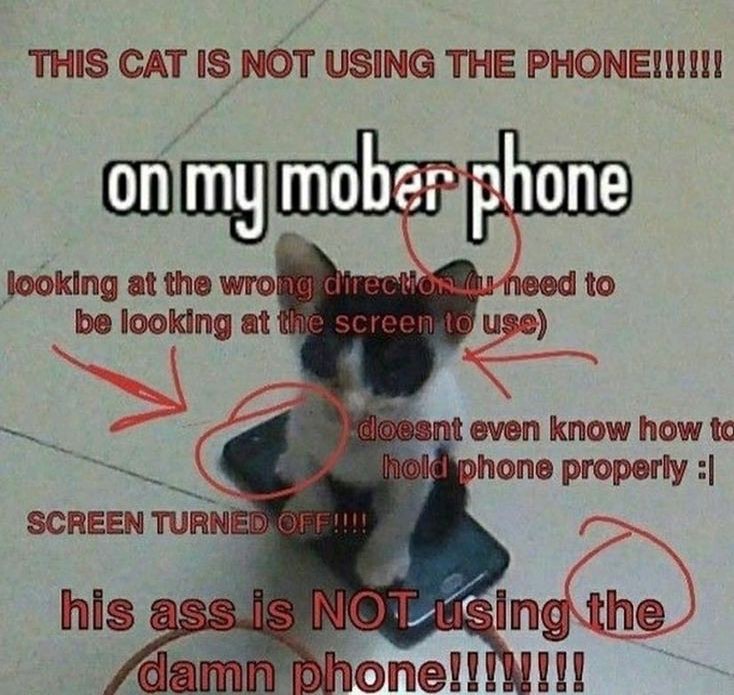 THIS CAT IS NOT USING THE PHONE!!!!!!
on my mober phone
looking at the wrong direction (u need to
be looking at the screen to use)
doesnt even know how to
hold phone properly :|
SCREEN TURNED OFF!!!!
his ass is NOT using the
damn phone!!!!!!!!